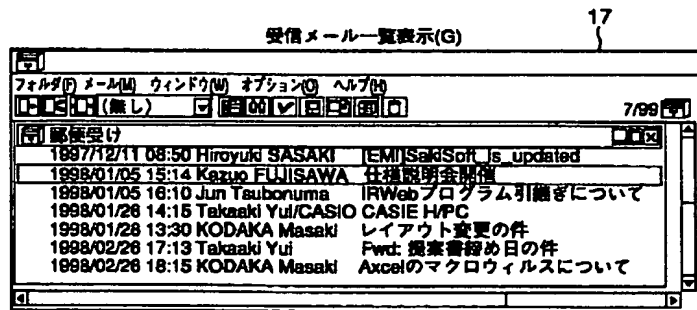 17
受信メール一覧表示(G)
フォルダ(F) メール(M) ウィンドウ(W) オプション(O) ヘルプ(H)
(無し) 7/99
郵便受け
1997/12/11 08:50 Hiroyuki SASAKI [EMI]SakiSoft_is_updated
1998/01/05 15:14 Kazuo FUJISAWA 仕様説明会開催
1998/01/05 16:10 Jun Tsubonuma IRWebプログラム引継ぎについて
1998/01/26 14:15 Takaaki Yui/CASIO CASIE H/PC
1998/01/28 13:30 KODAKA Masaki レイアウト変更の件
1998/02/26 17:13 Takaaki Yui Fwd: 提案書締め日の件
1998/02/26 18:15 KODAKA Masaki Axcelのマクロウィルスについて